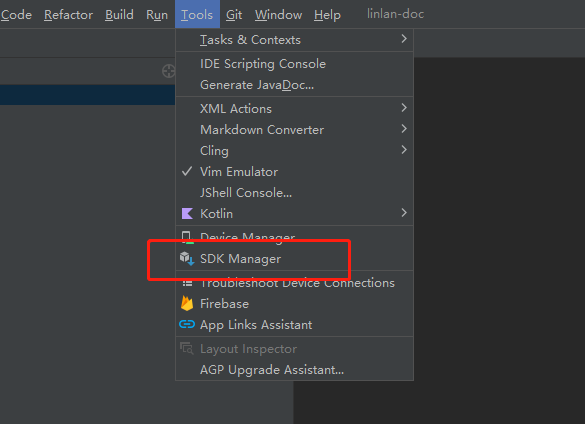 Code Refactor Build Run Tools Git Window Help linlan-doc
Tasks & Contexts
IDE Scripting Console
Generate JavaDoc...
XML Actions
Markdown Converter
Cling
Vim Emulator
JShell Console...
Kotlin
Device Manager
SDK Manager
Troubleshoot Device Connections
Firebase
App Links Assistant
Layout Inspector
AGP Upgrade Assistant...